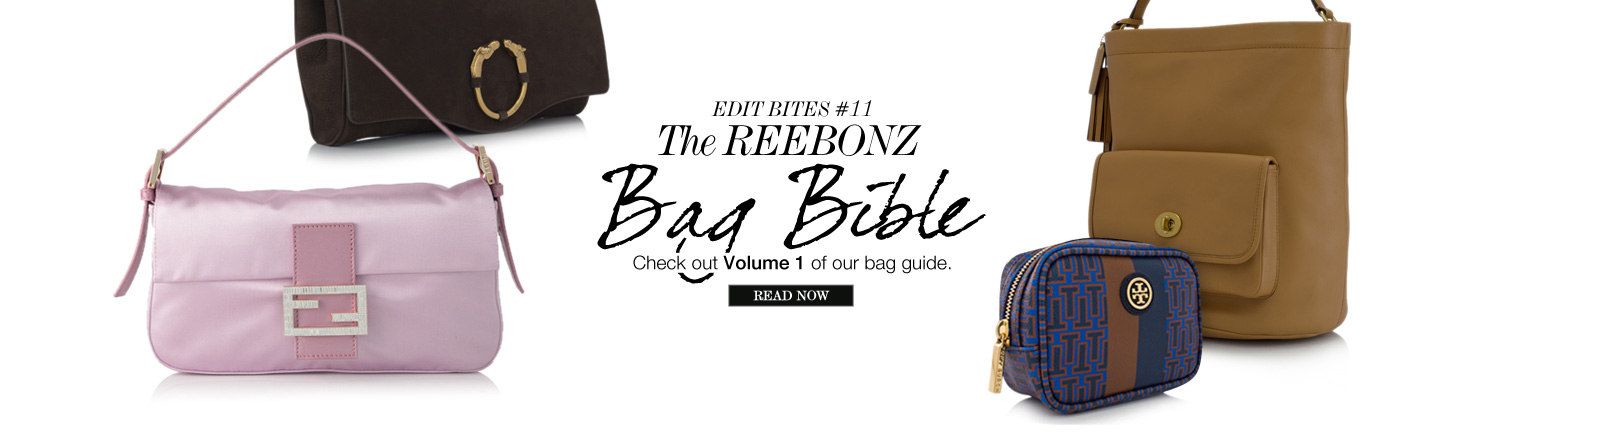 EDIT BITES #11
The REEBONZ
Bag Bible
Check out Volume 1 of our bag guide.
READ NOW